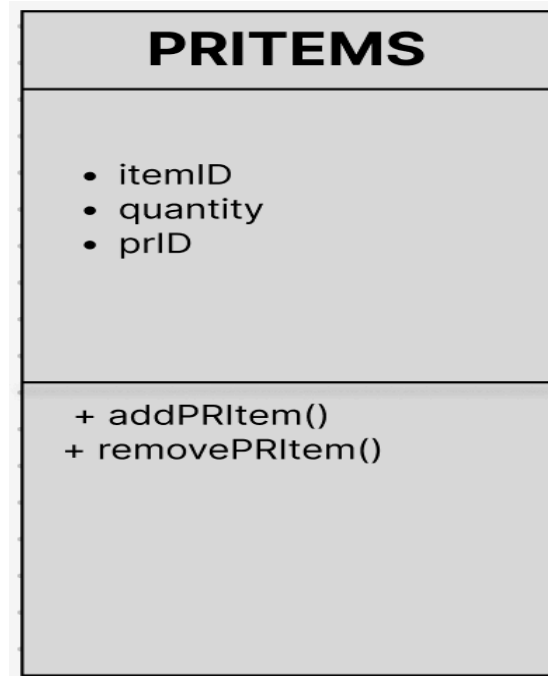 PRITEMS
• itemID
• quantity
• prID
+ addPRItem()
+ removePRItem()